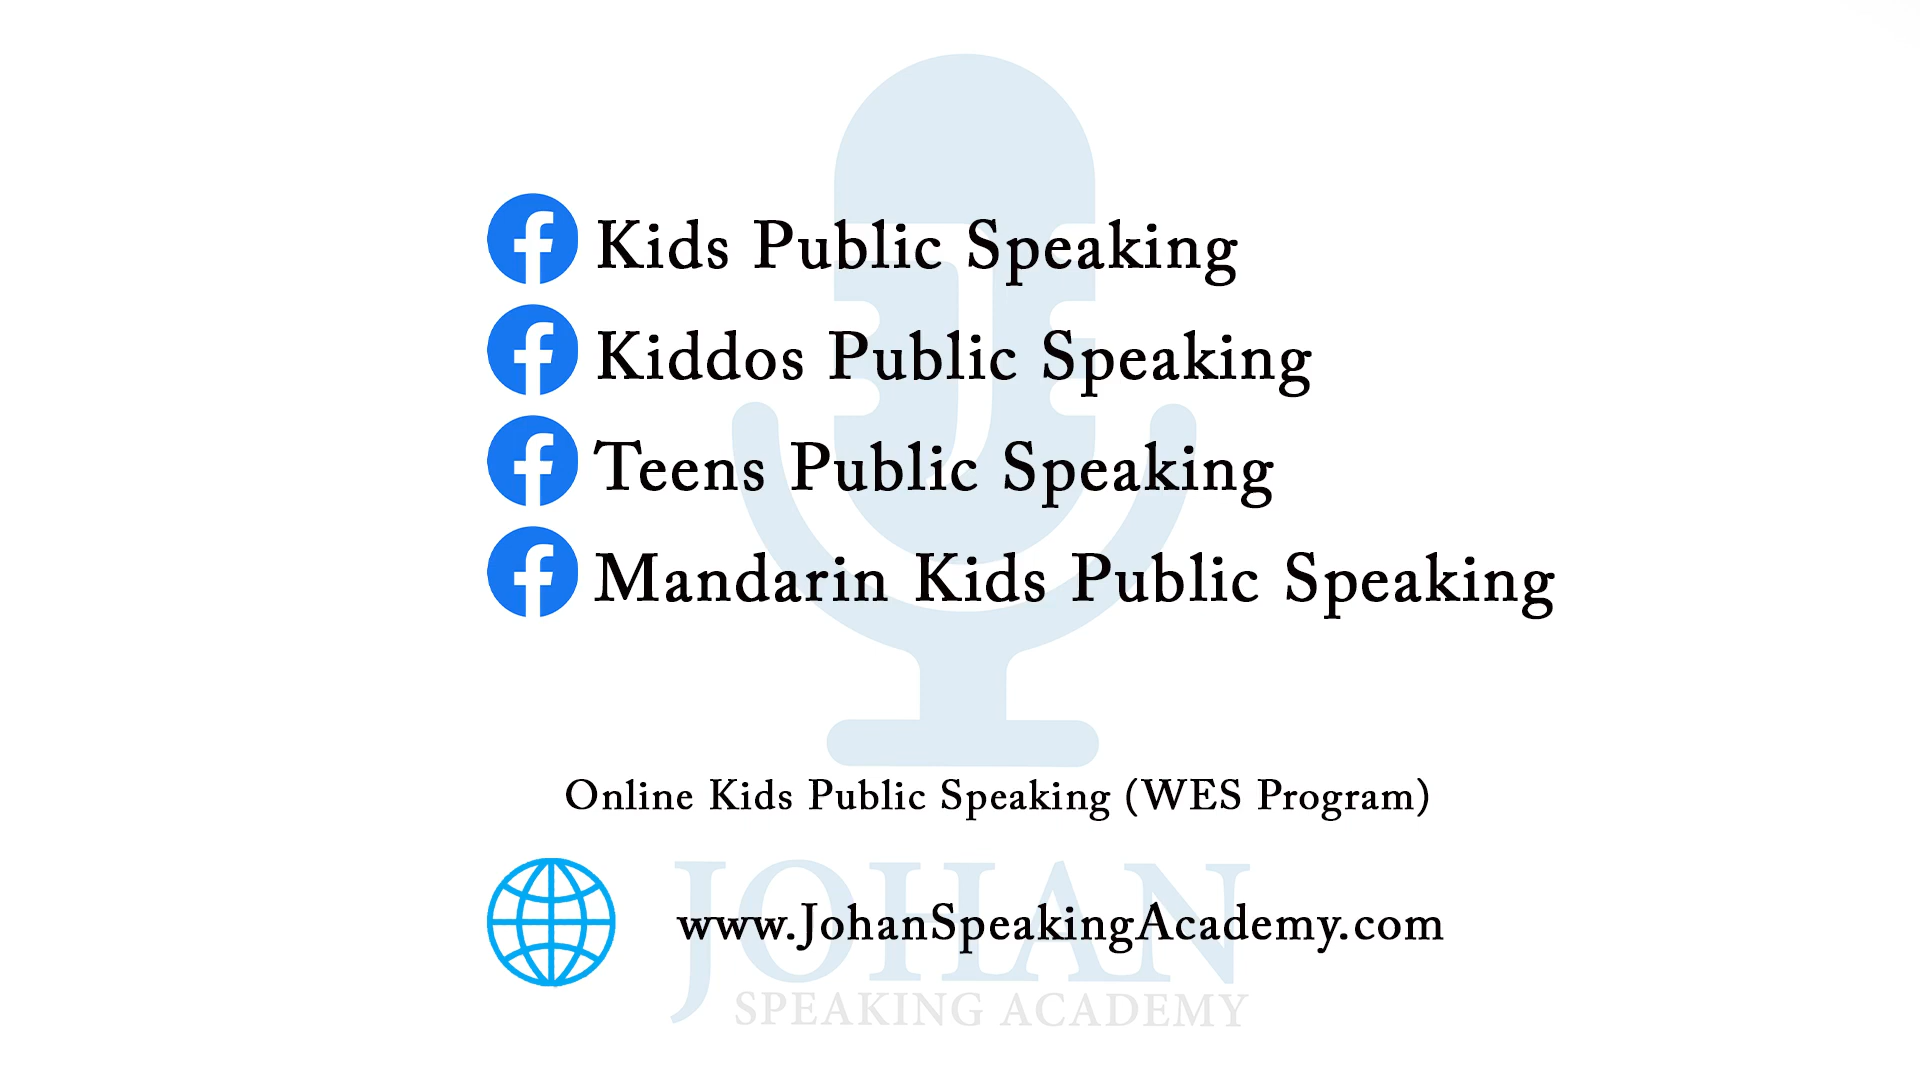 Kids Public Speaking
Kiddos Public Speaking
Teens Public Speaking
Mandarin Kids Public Speaking
Online Kids Public Speaking (WES Program)
JOHAN
www.JohanSpeakingAcademy.com
SPEAKING ACADEMY